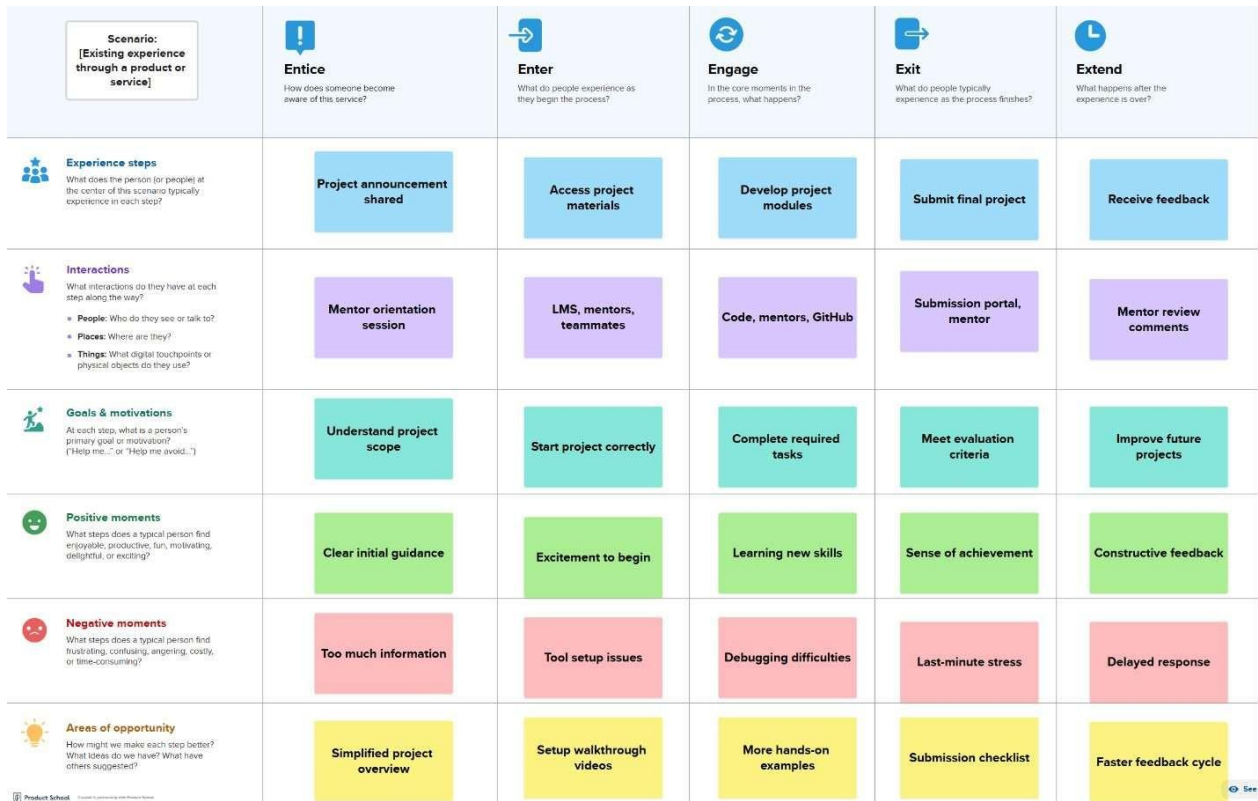 Scenario:
[Existing experience
through a product or
service]
Entice
How does someone become
aware of this service?
Enter
What do people experience as
they begin the process?
Engage
In the core moments in the
process, what happens?
Exit
What do people typically
experience as the process finishes?
Extend
What happens after the
experience is over?
Experience steps
What does the person (or people) at
the center of this scenario typically
experience in each step?
Project announcement
shared
Access project
materials
Develop project
modules
Submit final project
Receive feedback
Interactions
What interactions do they have at each
step along the way?
People: Who do they see or talk to?
Places: Where are they?
Things: What digital touchpoints or
physical objects do they use?
Mentor orientation
session
LMS, mentors,
teammates
Code, mentors, GitHub
Submission portal,
mentor
Mentor review
comments
Goals & motivations
At each step, what is a person's
primary goal or motivation?
("Help me..." or "Help me avoid...")
Understand project
scope
Start project correctly
Complete required
tasks
Meet evaluation
criteria
Improve future
projects
Positive moments
What steps does a typical person find
enjoyable, productive, fun, motivating,
delightful, or exciting?
Clear initial guidance
Excitement to begin
Learning new skills
Sense of achievement
Constructive feedback
Negative moments
What steps does a typical person find
frustrating, confusing, angering, costly,
or time-consuming?
Too much information
Tool setup issues
Debugging difficulties
Last-minute stress
Delayed response
Areas of opportunity
How might we make each step better?
What ideas do we have? What have
others suggested?
Simplified project
overview
Setup walkthrough
videos
More hands-on
examples
Submission checklist
Faster feedback cycle
Product School